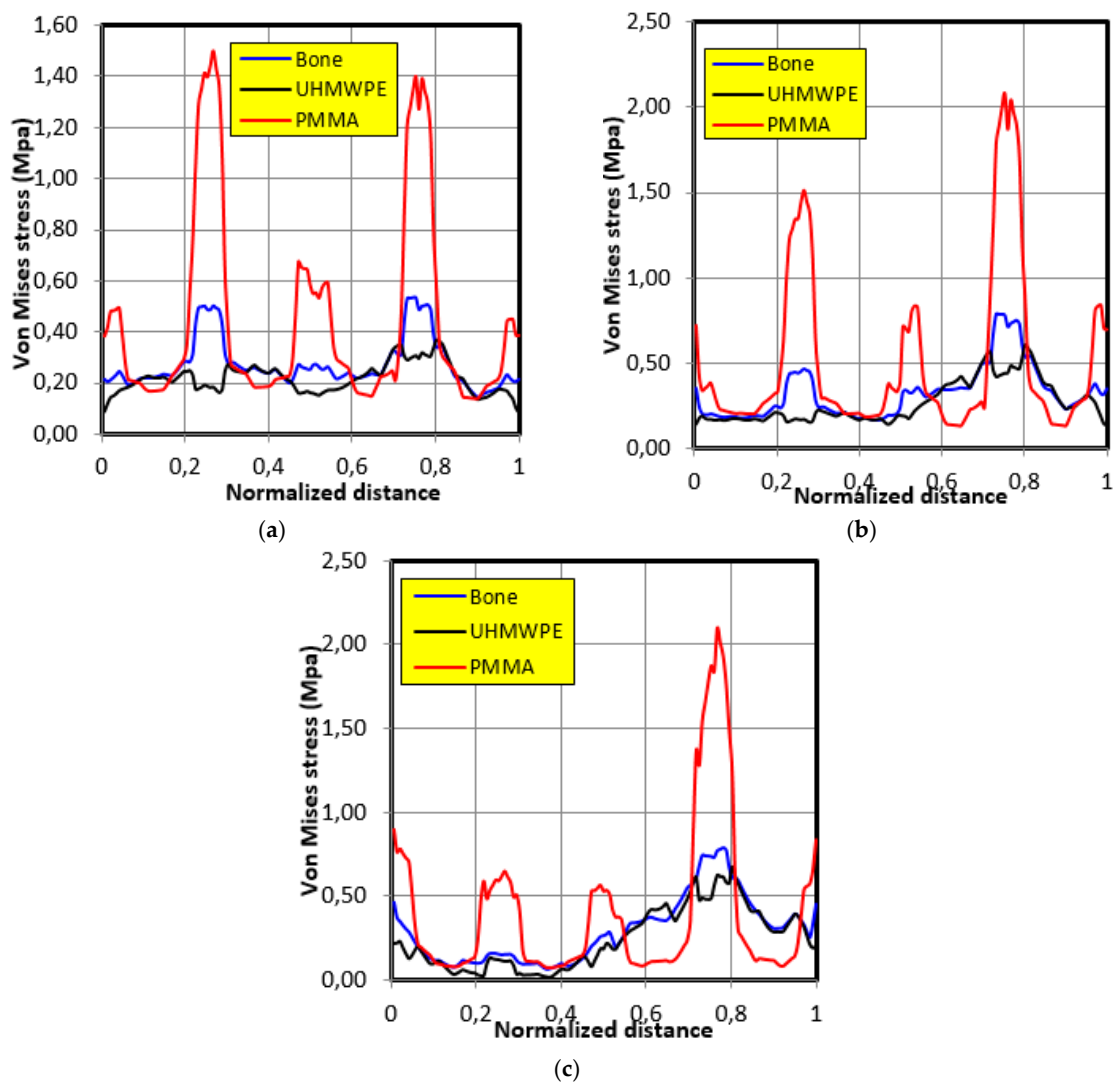 1,60
1,40
1,20
1,00
0,80
0,60
0,40
0,20
0,00
Von Mises stress (Mpa)
Bone
UHMWPE
PMMA
0 0,2 0,4 0,6 0,8 1
Normalized distance
(a)
2,50
2,00
1,50
1,00
0,50
0,00
Von Mises stres (Mpa)
Bone
UHMWPE
PMMA
0 0,2 0,4 0,6 0,8 1
Normalized distance
(b)
2,50
2,00
1,50
1,00
0,50
0,00
Von Mises stress (Mpa)
Bone
UHMWPE
PMMA
0 0,2 0,4 0,6 0,8 1
Normalized distance
(c)